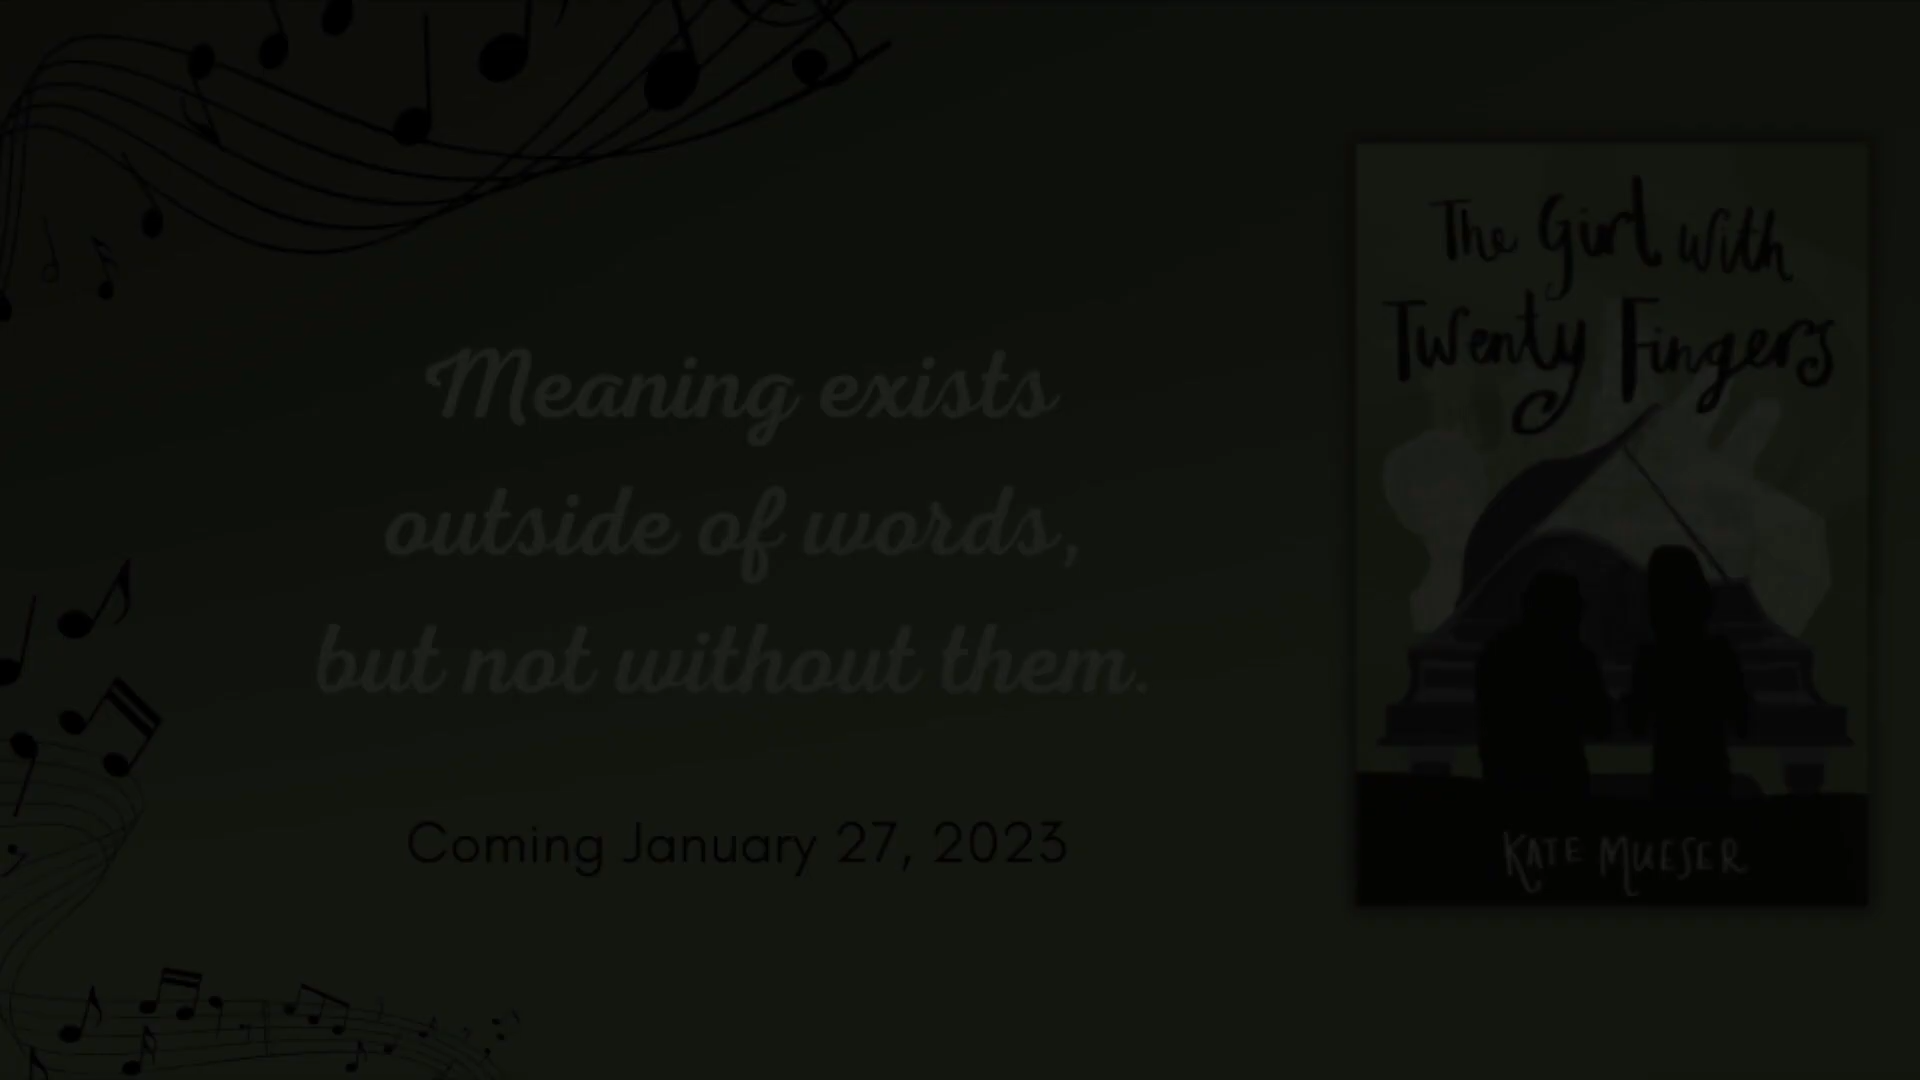 Meaning exists
outside of words,
but not without them.
Coming January 27, 2023
The Girl with
Twenty Fingers
KATE MUESER